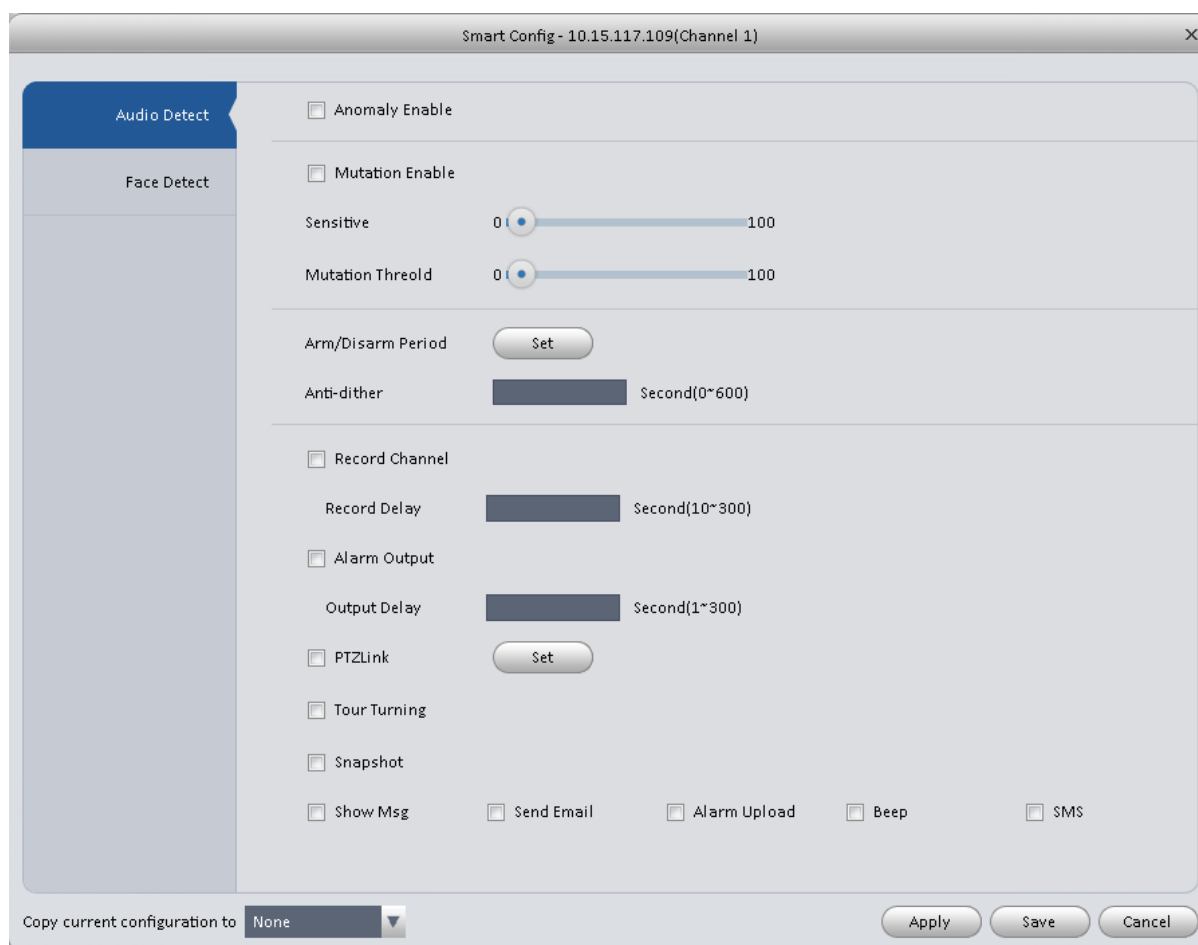 Smart Config - 10.15.117.109(Channel 1)
Audio Detect
Face Detect
Anomaly Enable
Mutation Enable
Sensitive 0 100
Mutation Threold 0 100
Arm/Disarm Period Set
Anti-dither Second(0~600)
Record Channel
Record Delay Second(10~300)
Alarm Output
Output Delay Second(1~300)
PTZLink Set
Tour Turning
Snapshot
Show Msg Send Email Alarm Upload Beep SMS
Copy current configuration to None Apply Save Cancel